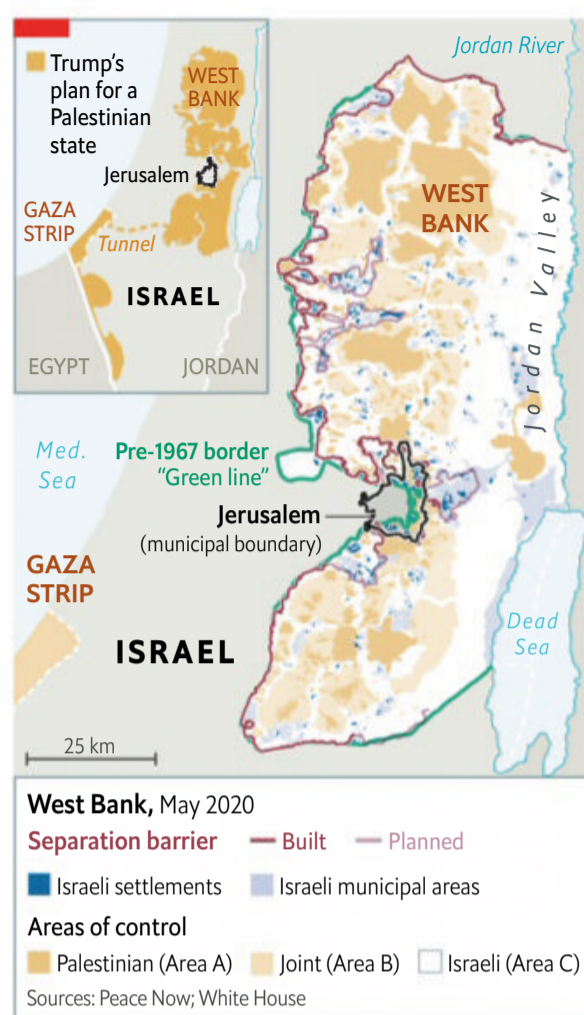 Trump's
plan for a
Palestinian
state
WEST
BANK
Jerusalem
GAZA
STRIP
Tunnel
ISRAEL
EGYPT
JORDAN
Jordan River
WEST
BANK
Jordan Valley
Med.
Sea
Pre-1967 border
“Green line”
Jerusalem
(municipal boundary)
GAZA
STRIP
ISRAEL
Dead
Sea
25 km
West Bank, May 2020
Separation barrier Built Planned
Israeli settlements Israeli municipal areas
Areas of control
Palestinian (Area A) Joint (Area B) Israeli (Area C)
Sources: Peace Now; White House